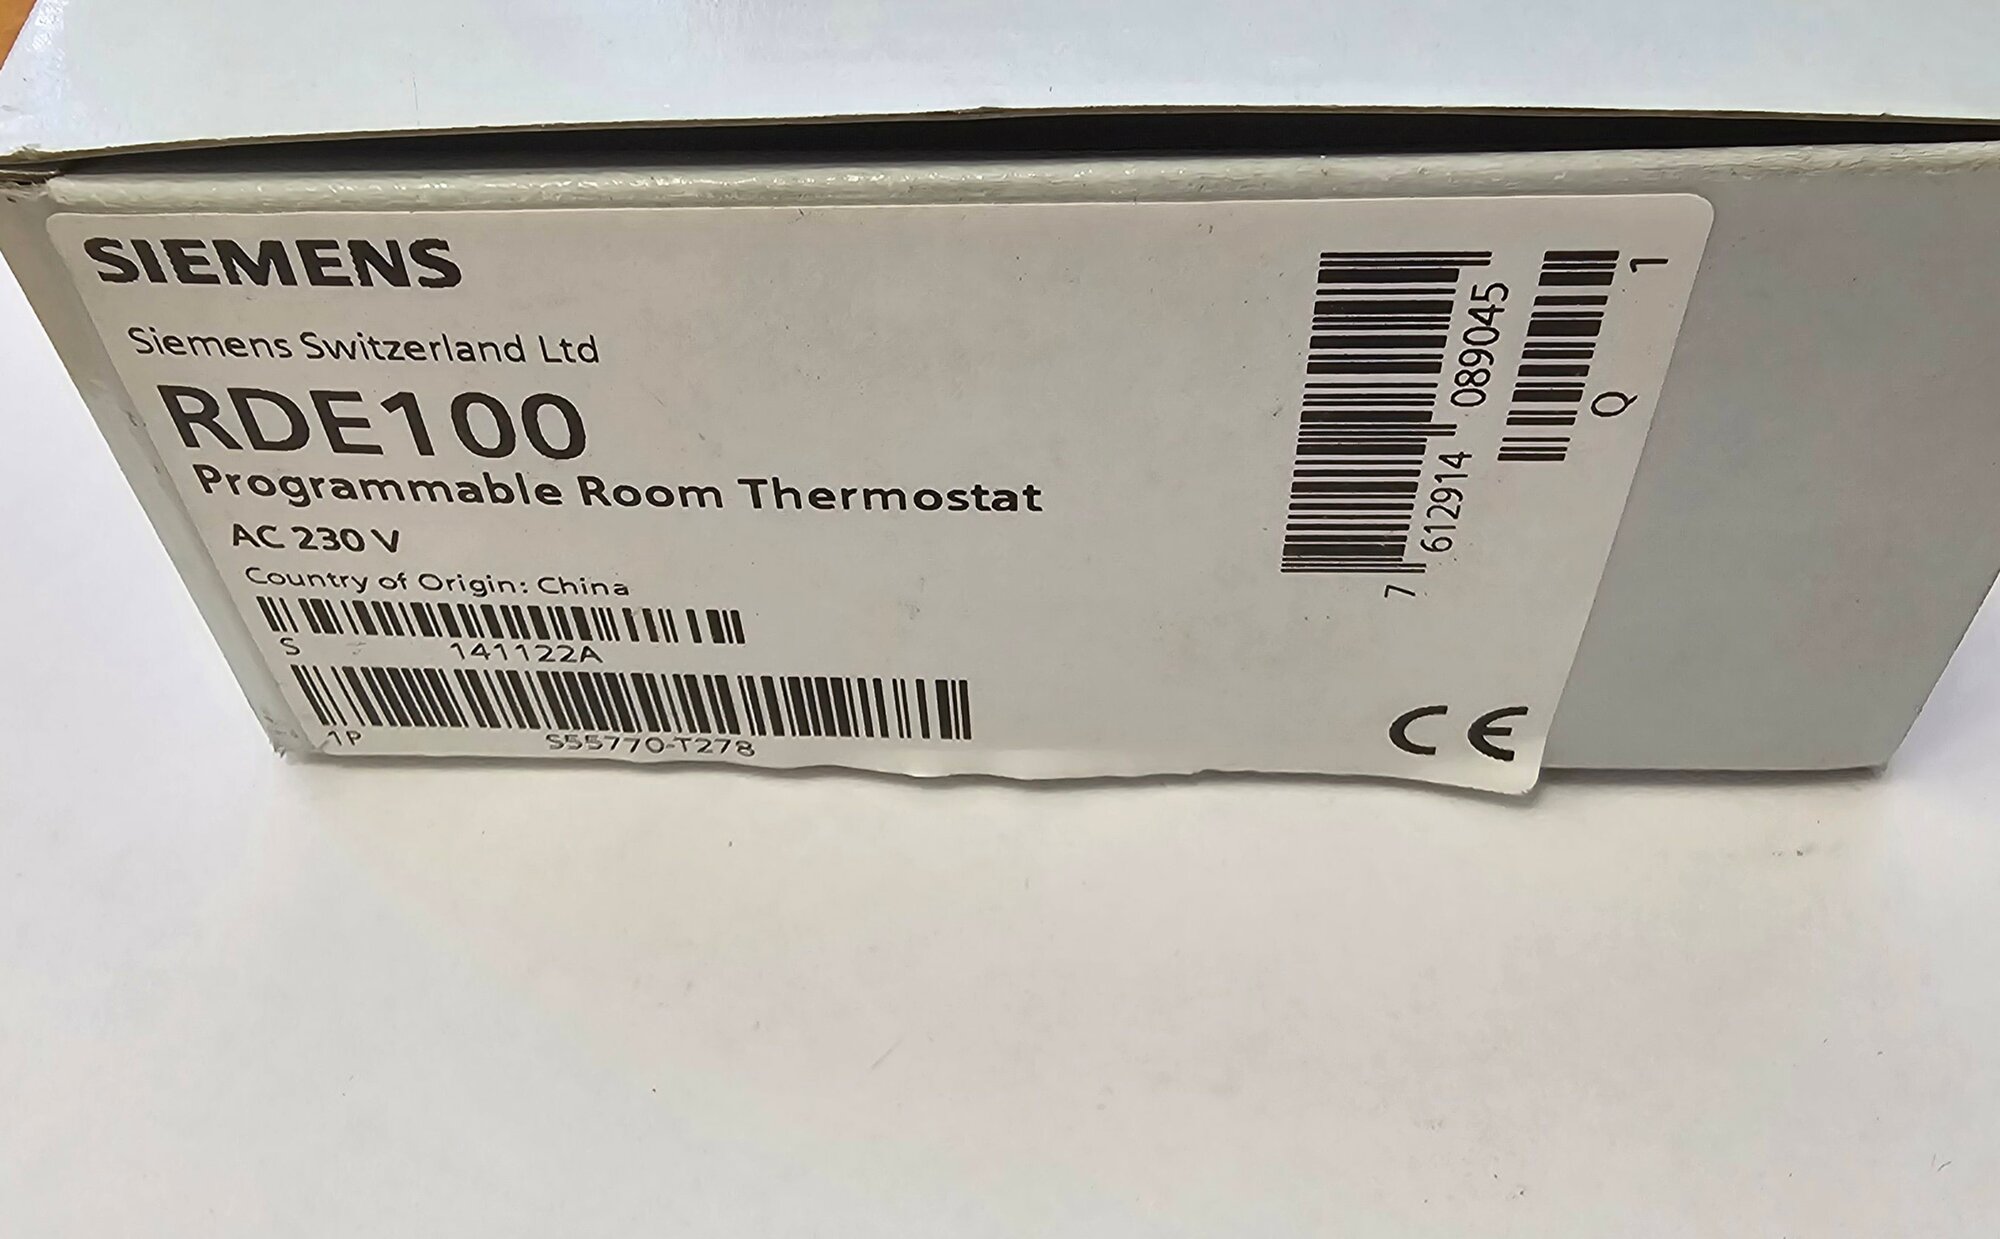 SIEMENS
Siemens Switzerland Ltd
RDE100
Programmable Room Thermostat
AC 230 V
Country of Origin: China
S 141122A
1P S55770-T278
7 612914 089045
Q 1
CE